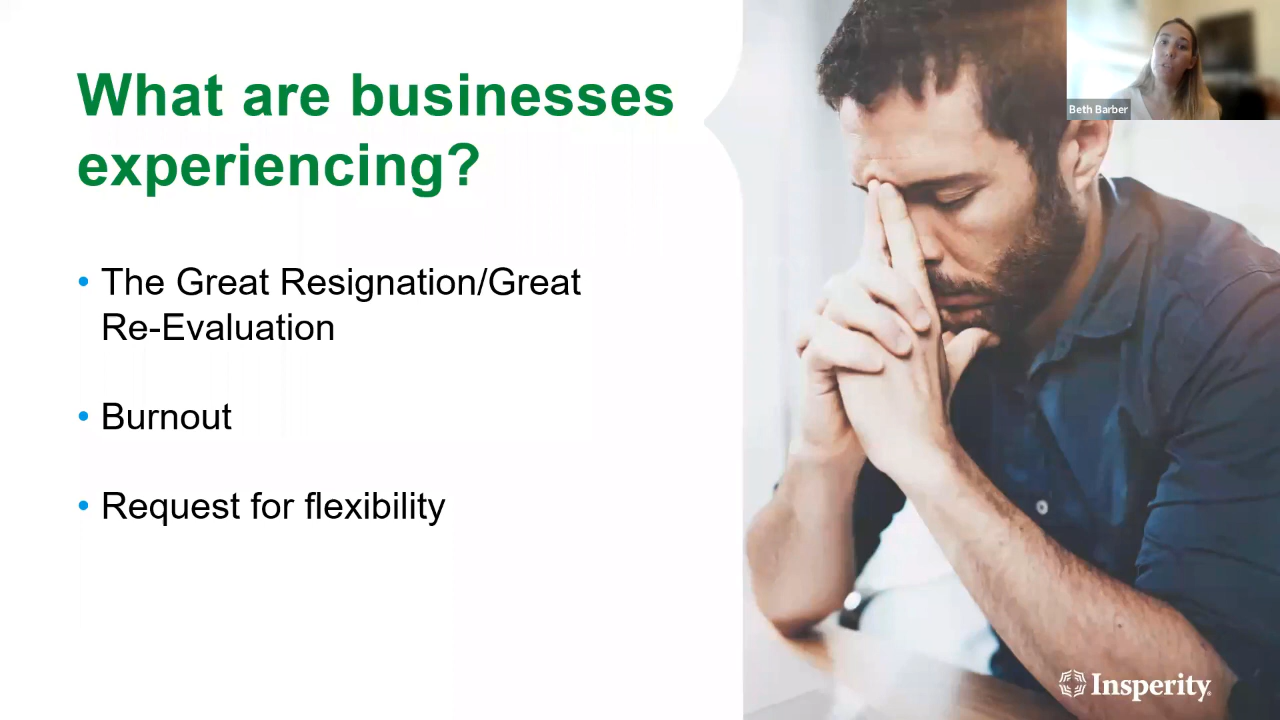 What are businesses
experiencing?
• The Great Resignation/Great
Re-Evaluation
• Burnout
• Request for flexibility
Beth Barber
Insperity